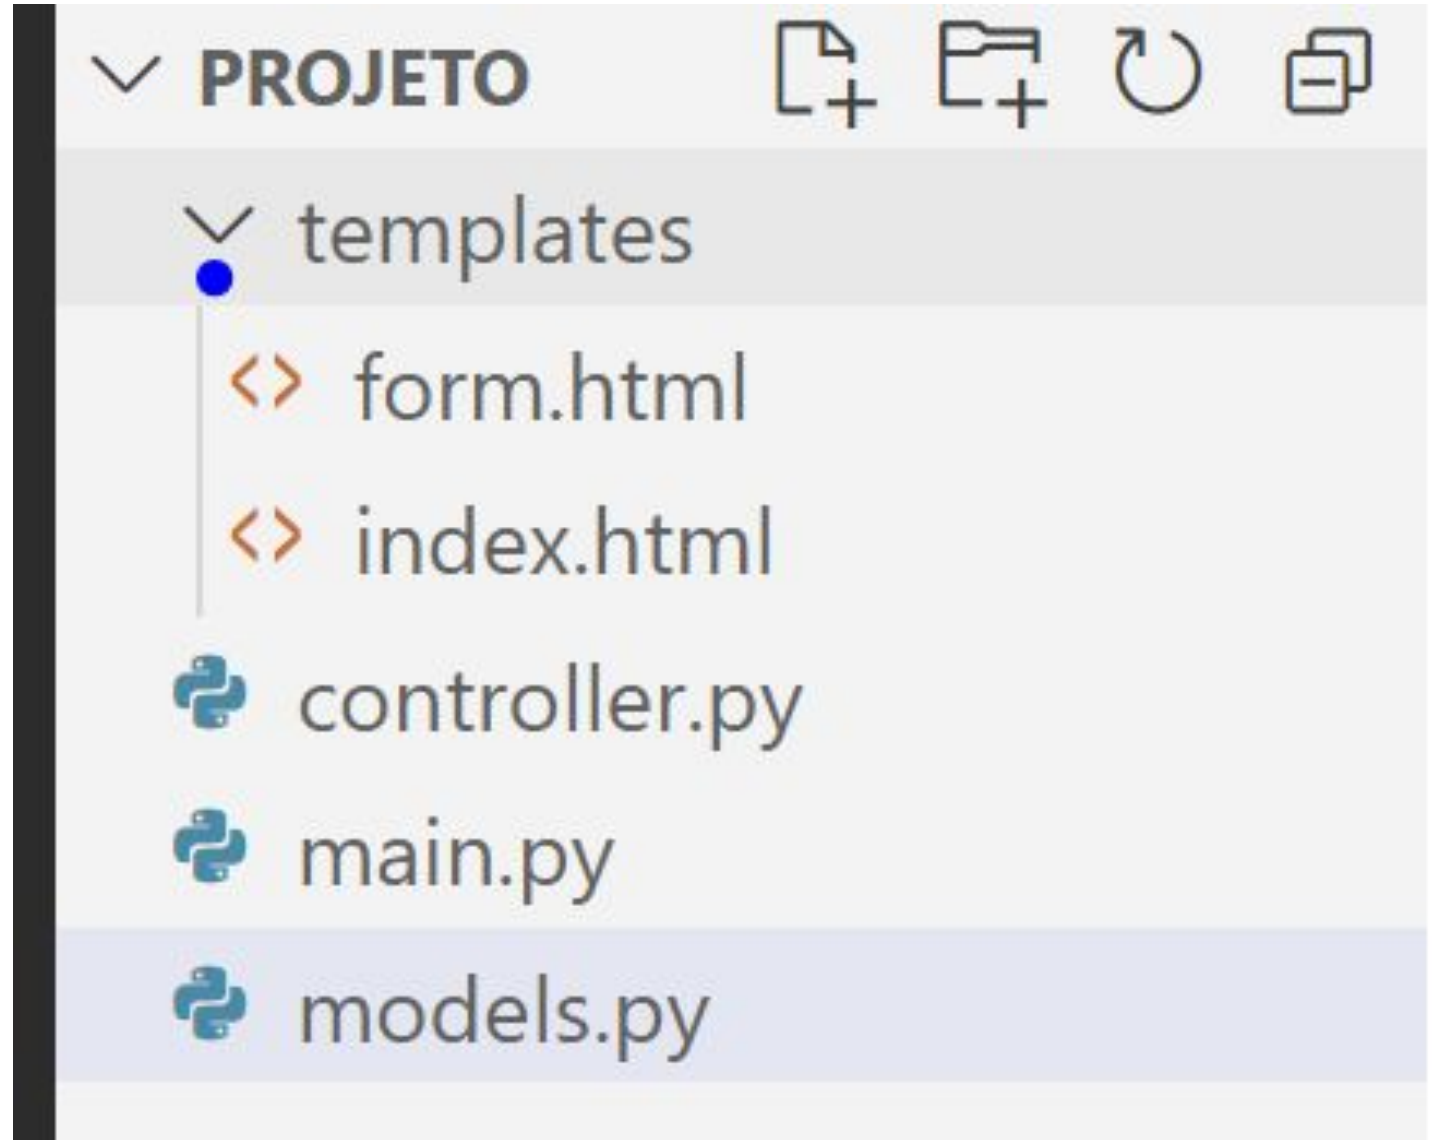 PROJETO
templates
form.html
index.html
controller.py
main.py
models.py